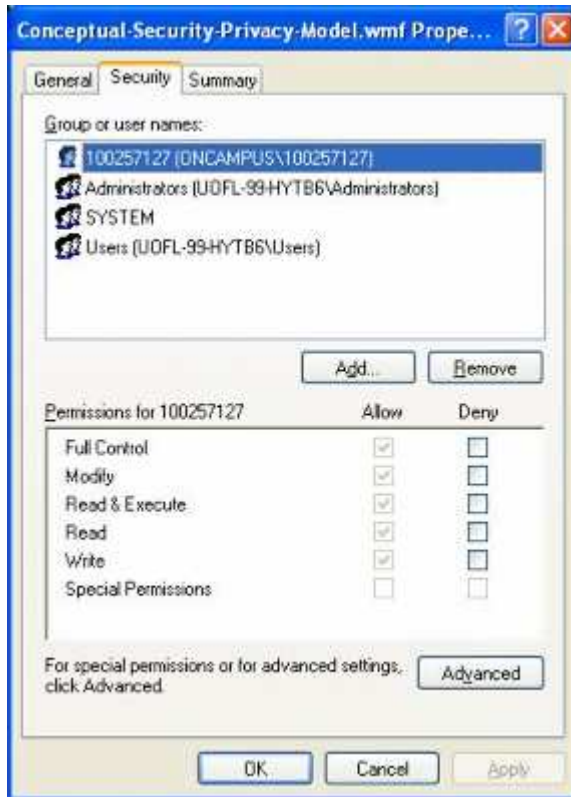 Conceptual-Security-Privacy-Model.wmf Prope... ?
General Security Summary
Group or user names:
100257127 (ONCAMPUS\100257127)
Administrators (UOFL-99-HYTB6\Administrators)
SYSTEM
Users (UOFL-99-HYTB6\Users)
Add... Remove
Permissions for 100257127 Allow Deny
Full Control
Modify
Read & Execute
Read
Write
Special Permissions
For special permissions or for advanced settings,
click Advanced.
Advanced
OK Cancel Apply